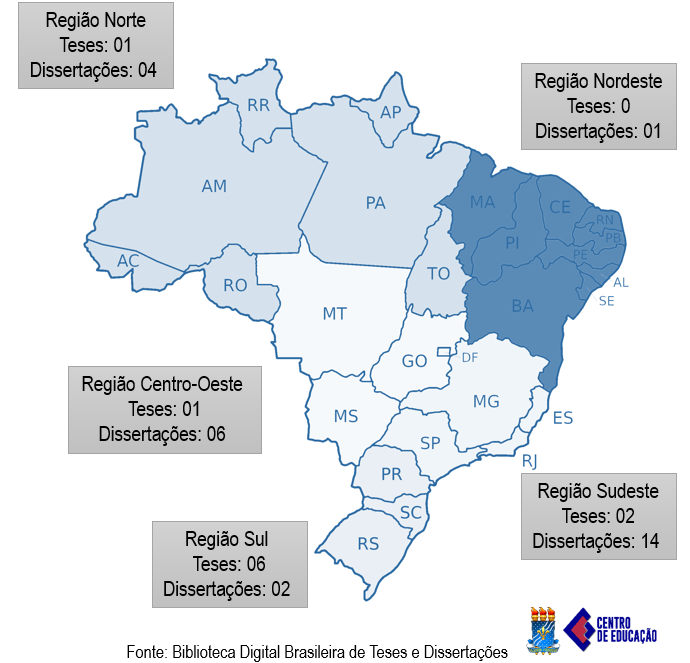 Região Norte
Teses: 01
Dissertações: 04
Região Nordeste
Teses: 0
Dissertações: 01
RR
AP
AM
PA
MA
CE
RN
PB
PI
PE
AC
RO
TO
AL
SE
BA
MT
GO
DF
Região Centro-Oeste
Teses: 01
Dissertações: 06
MS
MG
ES
SP
RJ
PR
SC
RS
Região Sudeste
Teses: 02
Dissertações: 14
Região Sul
Teses: 06
Dissertações: 02
CENTRO
DE EDUCAÇÃO
Fonte: Biblioteca Digital Brasileira de Teses e Dissertações